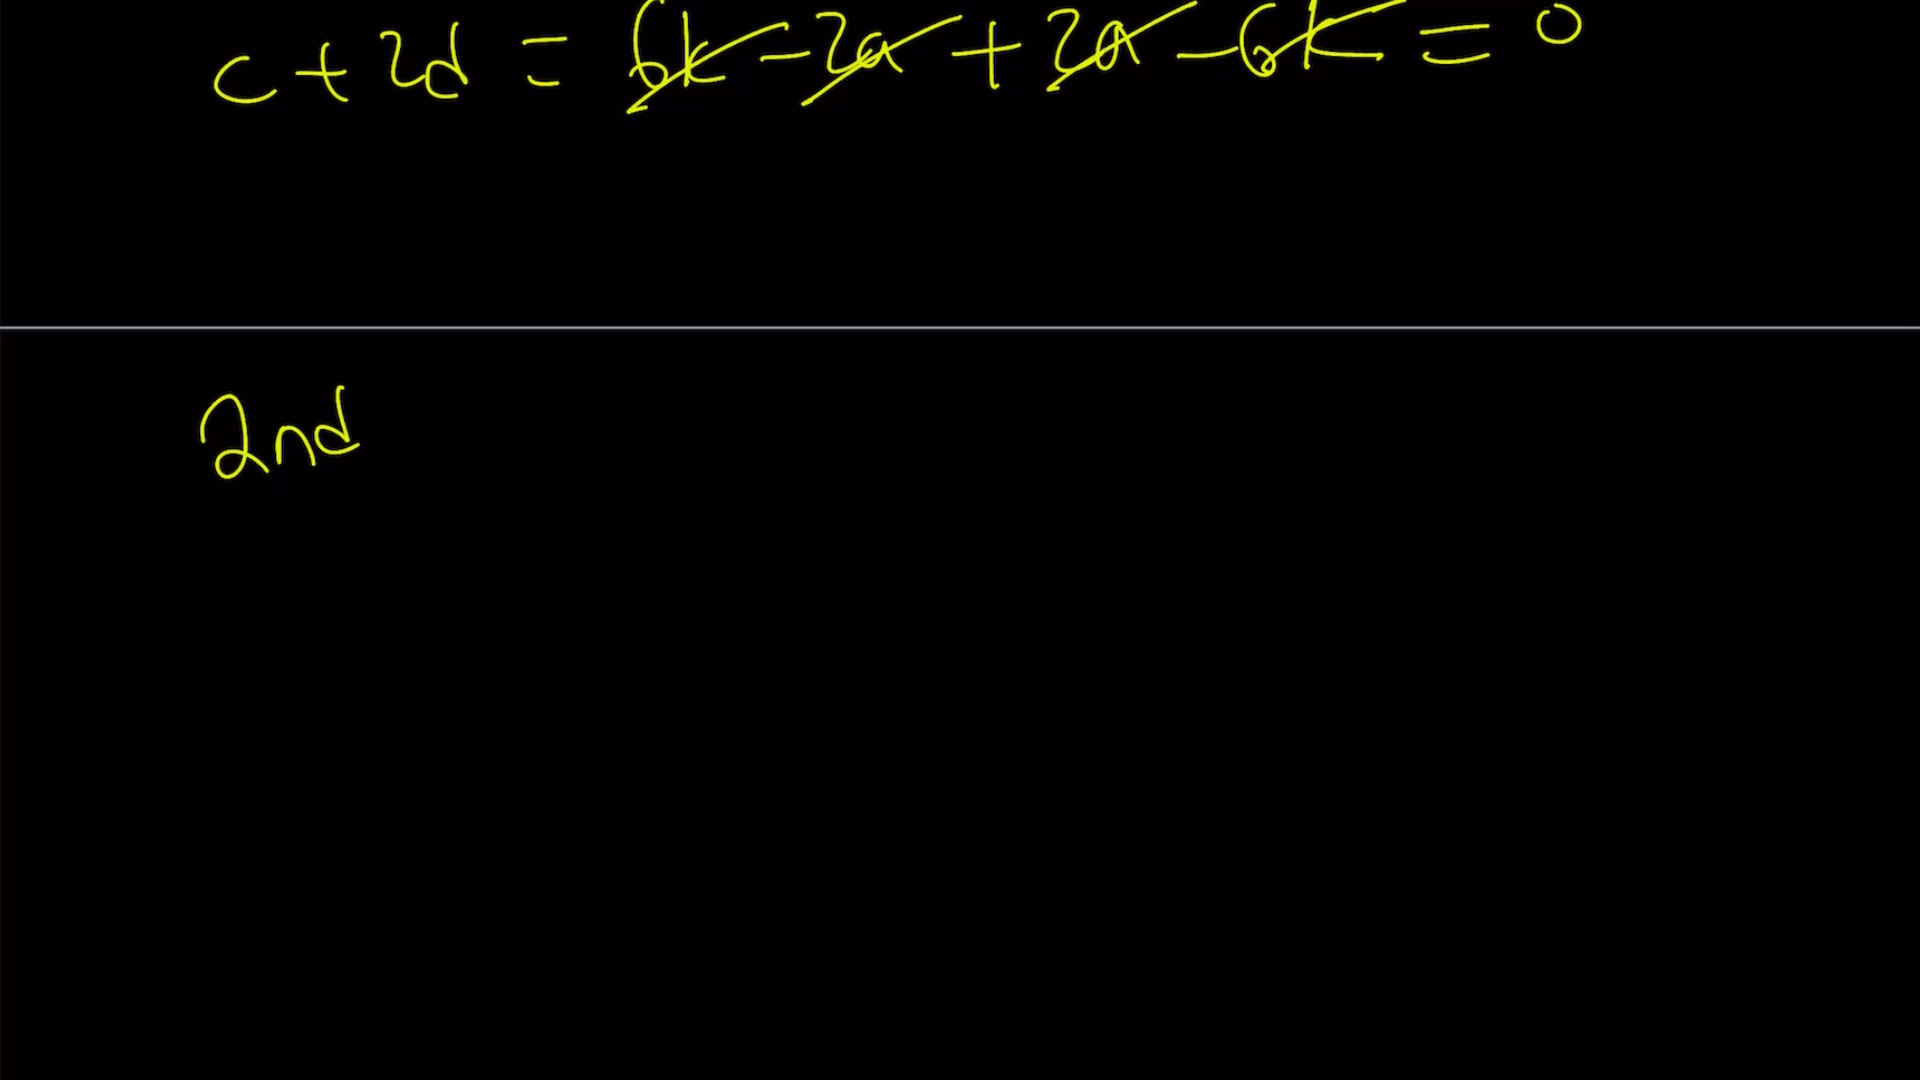 c + 2d = 6k - 2a + 2a - 6k = 0
2nd